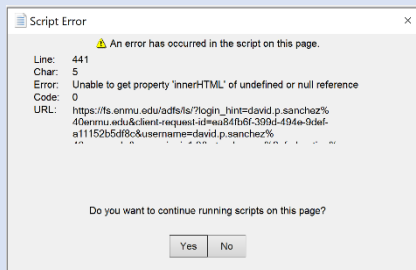 Script Error
An error has occurred in the script on this page.
Line: 441
Char: 5
Error: Unable to get property 'innerHTML' of undefined or null reference
Code: 0
URL: https://fs.enmu.edu/adfs/ls/?login_hint=david.p.sanchez%
40enmu.edu&client-request-id=ea84fb6f-399d-494e-9def-
a11152b5df8c&username=david.p.sanchez%
Do you want to continue running scripts on this page?
Yes No